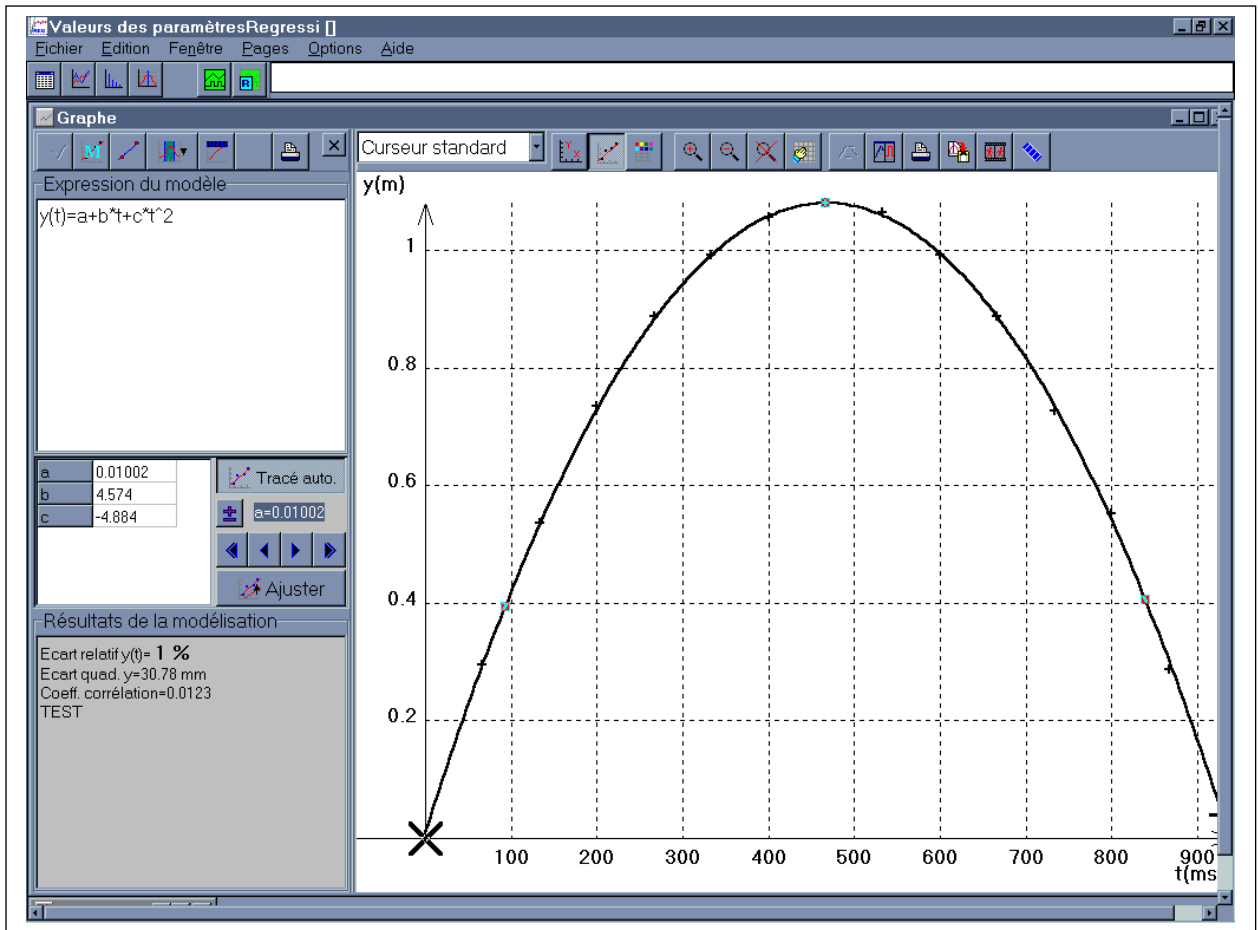 Valeurs des paramètresRegressi []
Fichier Edition Fenêtre Pages Options Aide
Graphe
Curseur standard
Expression du modèle
y(t)=a+b*t+c*t^2
a 0.01002
b 4.574
c -4.884
Tracé auto.
a=0.01002
Ajuster
Résultats de la modélisation
Ecart relatif y(t)= 1 %
Ecart quad. y=30.78 mm
Coeff. corrélation=0.0123
TEST
y(m)
1
0.8
0.6
0.4
0.2
100 200 300 400 500 600 700 800 900
t(ms